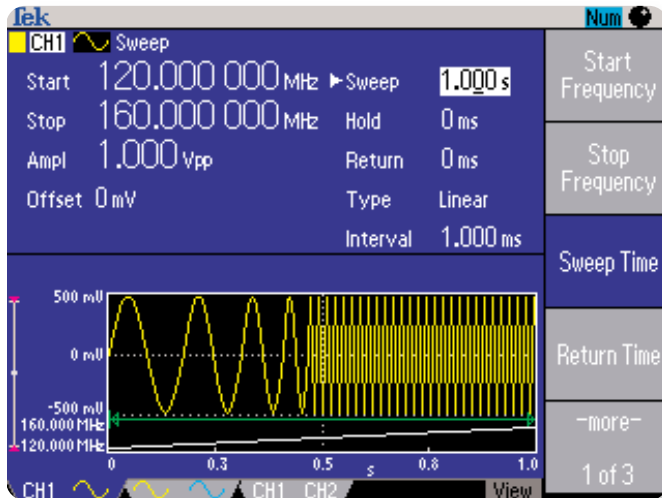 Tek
Num
CH1 Sweep
Start 120.000 000 MHz
Sweep 1.000 s
Stop 160.000 000 MHz
Hold 0 ms
Ampl 1.000 Vpp
Return 0 ms
Offset 0 mV
Type Linear
Interval 1.000 ms
Start
Frequency
Stop
Frequency
Sweep Time
Return Time
-more-
1 of 3
500 mV
0 mV
-500 mV
160.000 MHz
120.000 MHz
0 0.3 0.5 s 0.8 1.0
CH1 CH1 CH2 View